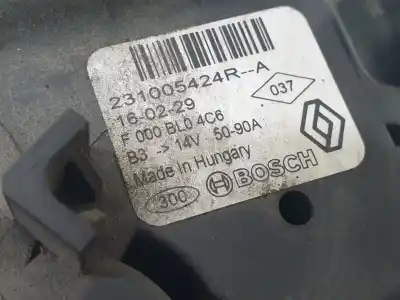 231005424R--A
16.02.29
037
F 000 BL0 4C6
B3 -> 14V 50-90A
Made in Hungary
300 BOSCH